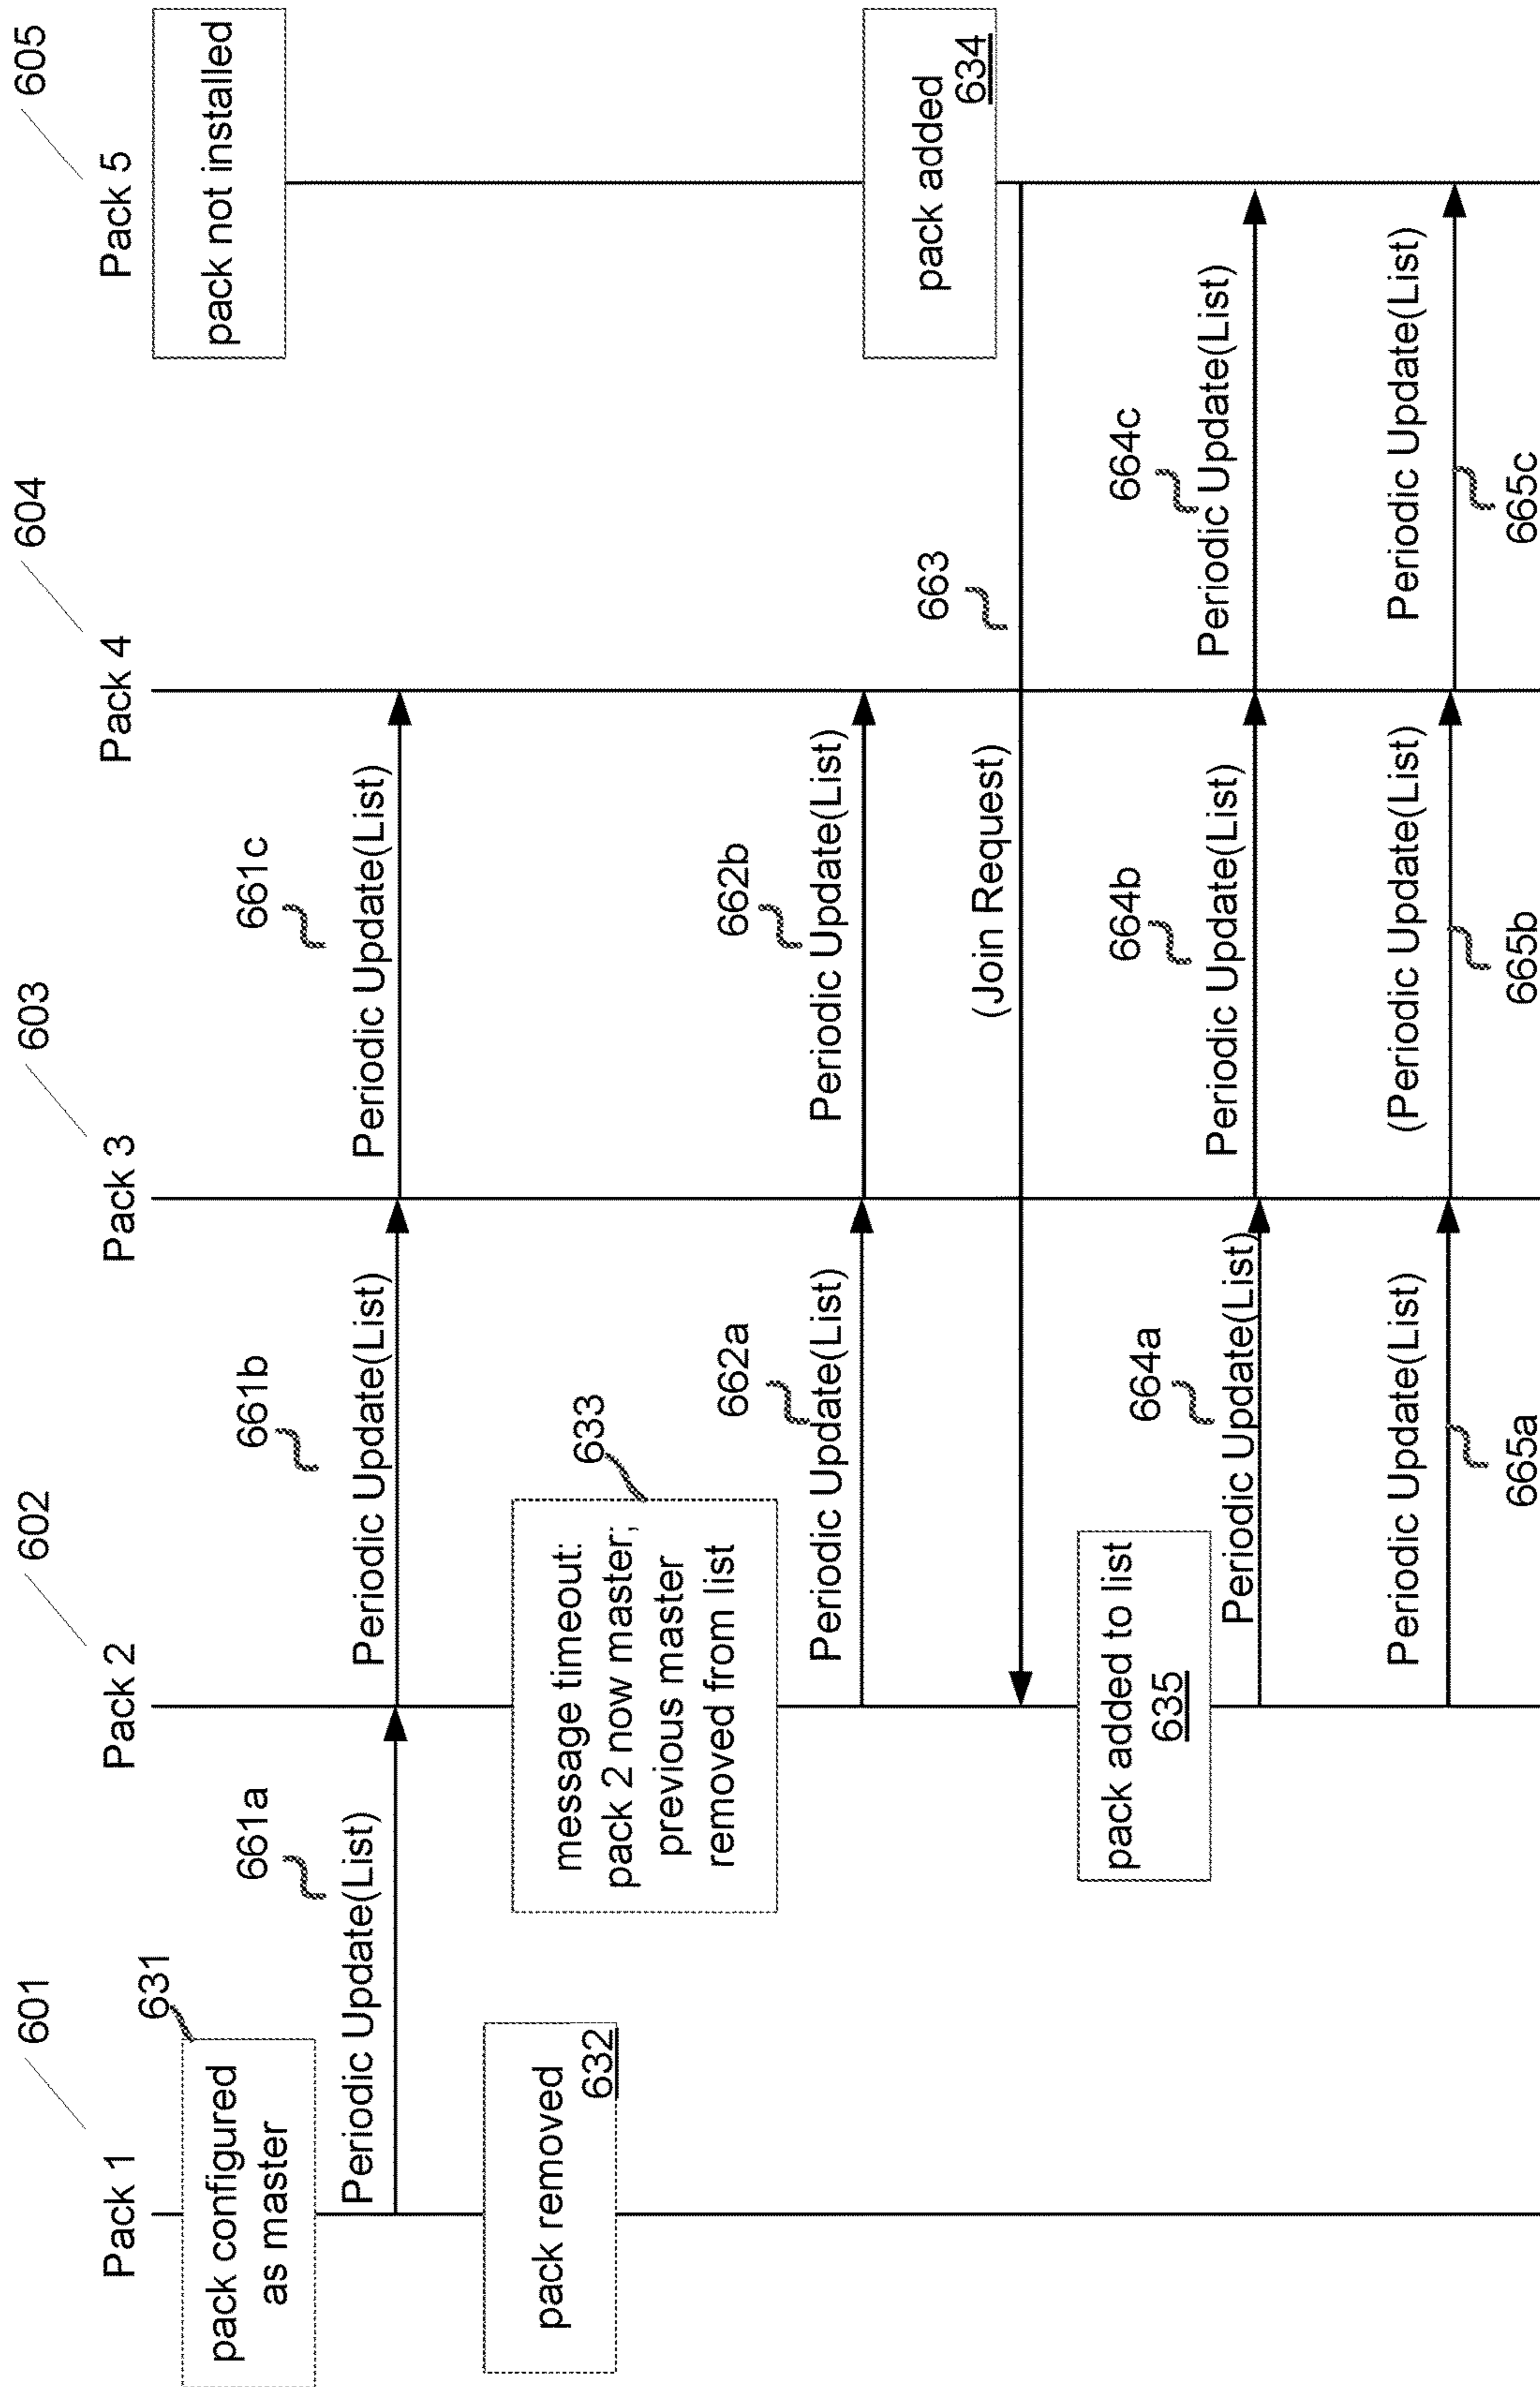 601
602
603
604
605
Pack 1
Pack 2
Pack 3
Pack 4
Pack 5
631
pack configured
as master
pack not installed
661a
661b
661c
Periodic Update(List)
Periodic Update(List)
Periodic Update(List)
pack removed
632
633
message timeout:
pack 2 now master;
previous master
removed from list
662a
662b
Periodic Update(List)
Periodic Update(List)
pack added
634
663
(Join Request)
pack added to list
635
664a
664b
664c
Periodic Update(List)
Periodic Update(List)
Periodic Update(List)
Periodic Update(List)
(Periodic Update(List)
Periodic Update(List)
665a
665b
665c